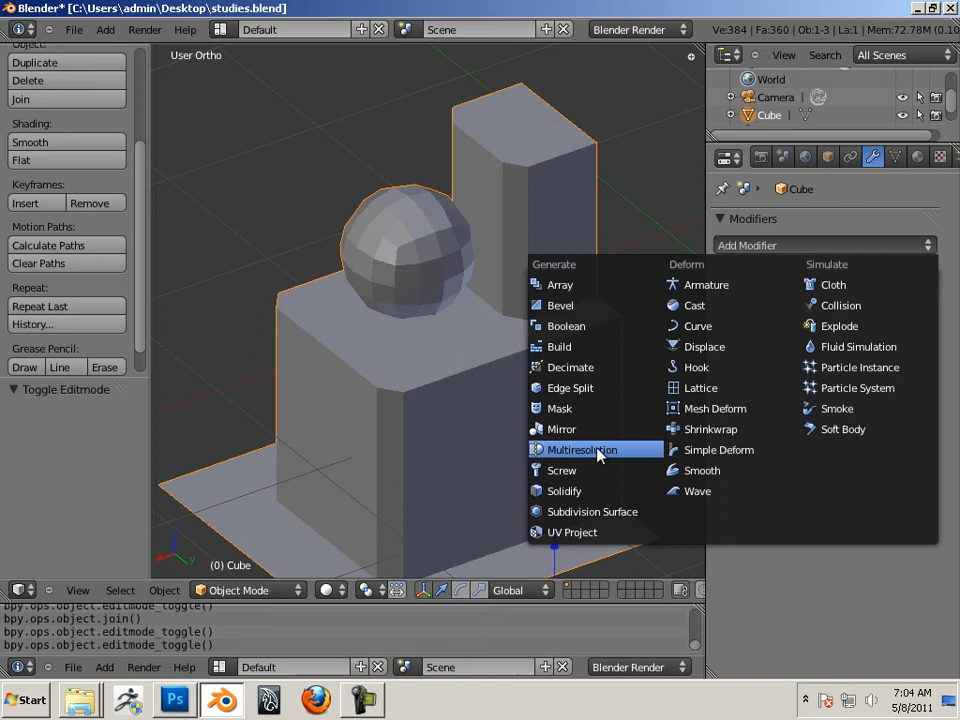 Blender* [C:\Users\admin\Desktop\studies.blend]
File Add Render Help Default Scene Blender Render Ve:384 | Fa:360 | Ob:1-3 | La:1 | Mem:72.78M (0.10
Object:
Duplicate
Delete
Join
Shading:
Smooth
Flat
Keyframes:
Insert Remove
Motion Paths:
Calculate Paths
Clear Paths
Repeat:
Repeat Last
History...
Grease Pencil:
Draw Line Erase
Toggle Editmode
User Ortho
(0) Cube
View Search All Scenes
World
Camera
Cube
Cube
Modifiers
Add Modifier
Generate Deform Simulate
Array Armature Cloth
Bevel Cast Collision
Boolean Curve Explode
Build Displace Fluid Simulation
Decimate Hook Particle Instance
Edge Split Lattice Particle System
Mask Mesh Deform Smoke
Mirror Shrinkwrap Soft Body
Multiresolution Simple Deform
Screw Smooth
Solidify Wave
Subdivision Surface
UV Project
View Select Object Object Mode Global
bpy.ops.object.editmode_toggle()
bpy.ops.object.join()
bpy.ops.object.editmode_toggle()
bpy.ops.object.editmode_toggle()
File Add Render Help Default Scene Blender Render
Start Ps 7:04 AM
5/8/2011